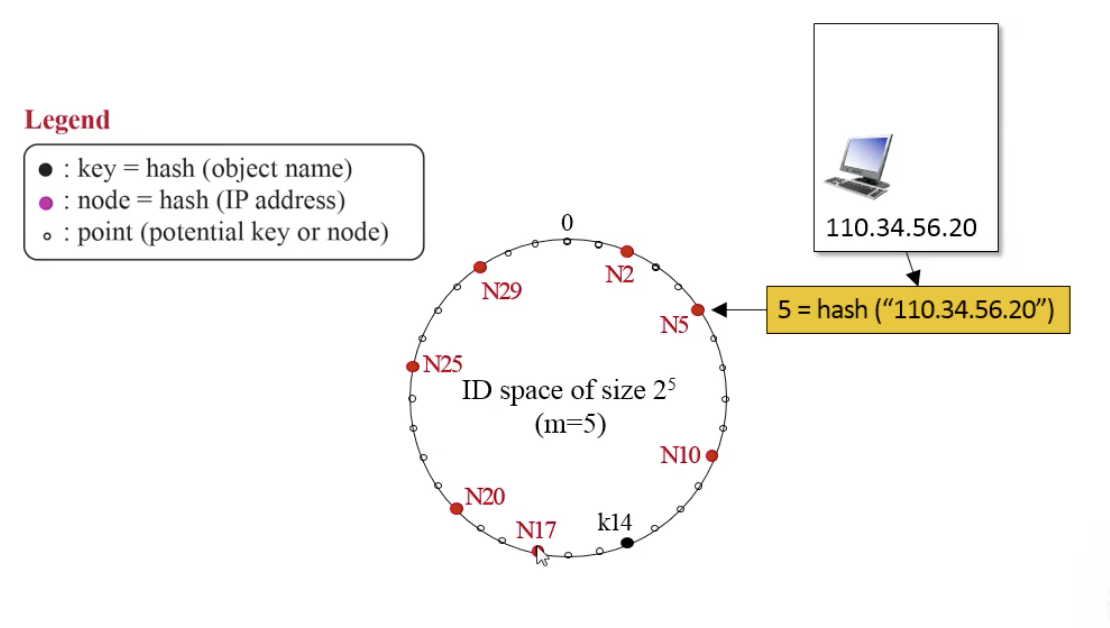 Legend
● : key = hash (object name)
● : node = hash (IP address)
○ : point (potential key or node)
110.34.56.20
5 = hash (“110.34.56.20”)
0
N2
N29
N5
N25
ID space of size 2⁵
(m=5)
N10
N20
N17
k14